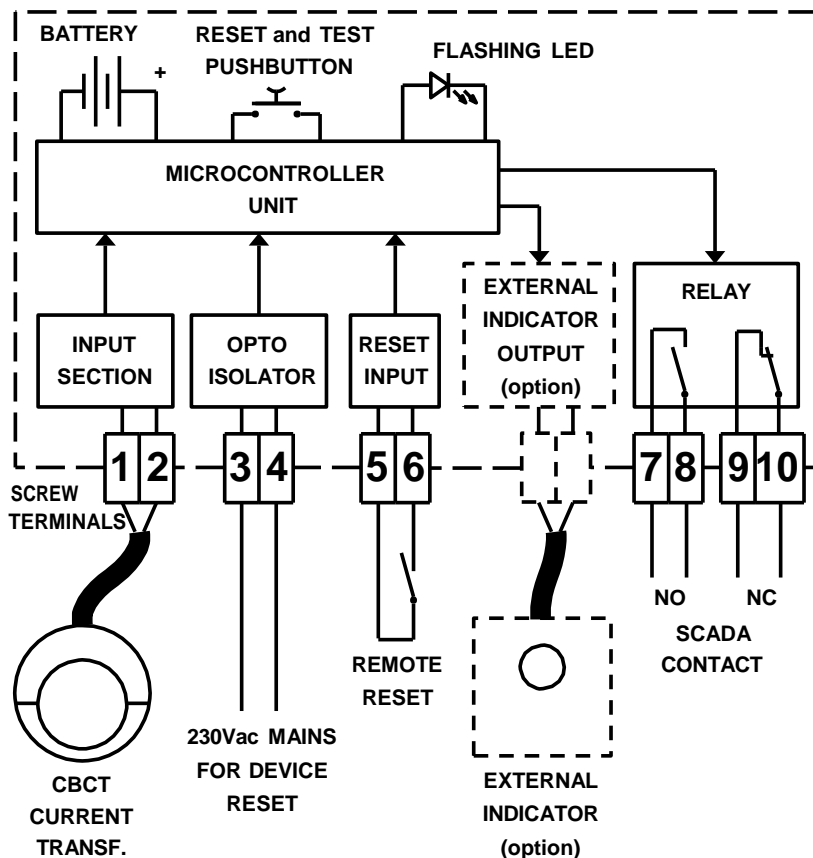 BATTERY
+
RESET and TEST
PUSHBUTTON
FLASHING LED
MICROCONTROLLER
UNIT
INPUT
SECTION
OPTO
ISOLATOR
RESET
INPUT
EXTERNAL
INDICATOR
OUTPUT
(option)
RELAY
1 2
3 4
5 6
7 8
9 10
SCREW
TERMINALS
NO
NC
SCADA
CONTACT
REMOTE
RESET
230Vac MAINS
FOR DEVICE
RESET
CBCT
CURRENT
TRANSF.
EXTERNAL
INDICATOR
(option)